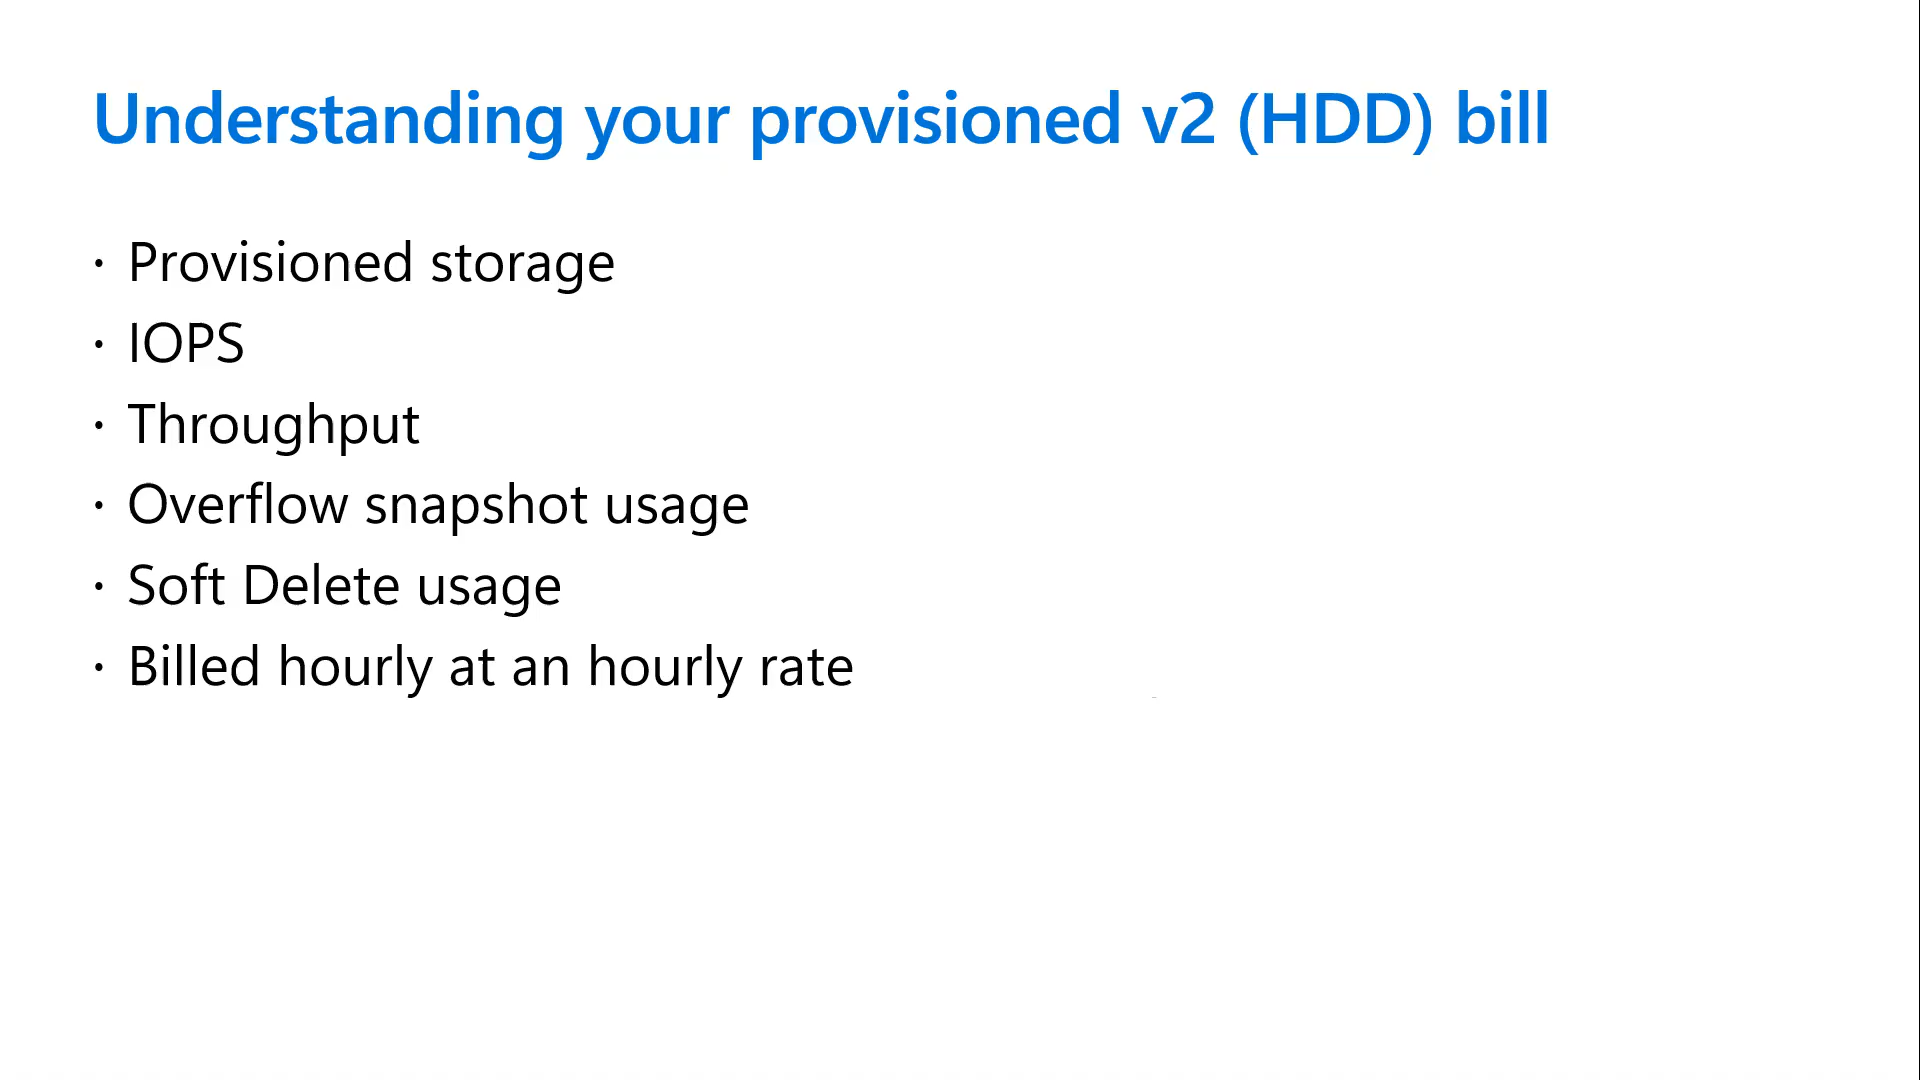 Understanding your provisioned v2 (HDD) bill
· Provisioned storage
· IOPS
· Throughput
· Overflow snapshot usage
· Soft Delete usage
· Billed hourly at an hourly rate